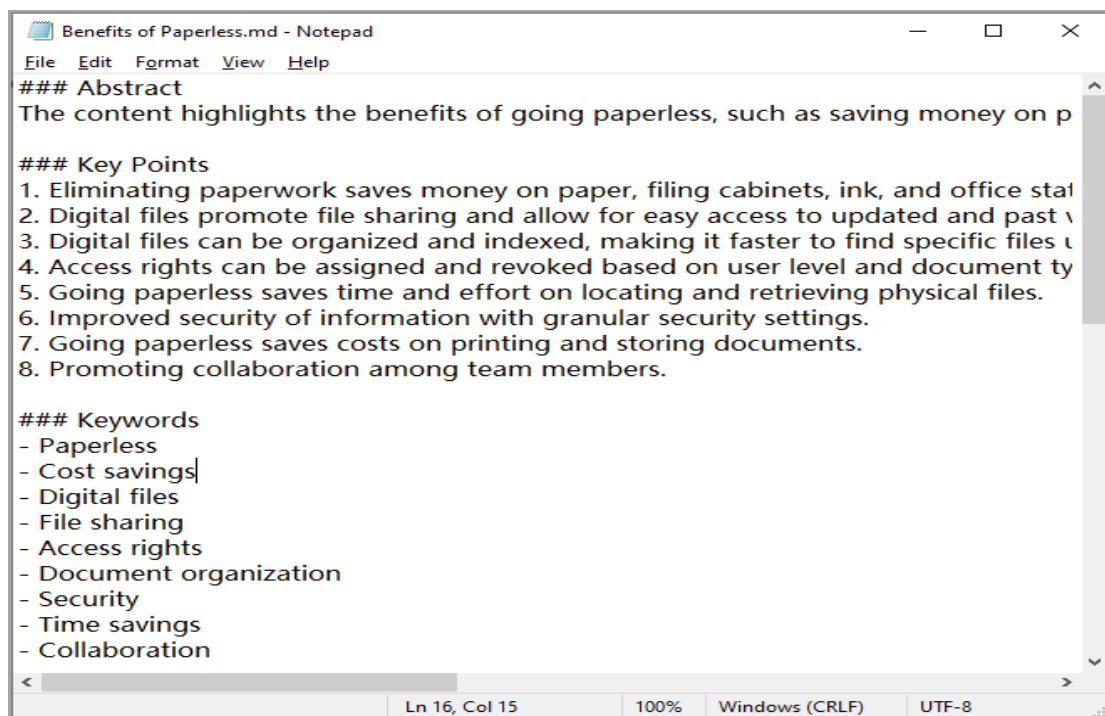 Benefits of Paperless.md - Notepad
File Edit Format View Help
### Abstract
The content highlights the benefits of going paperless, such as saving money on
### Key Points
1. Eliminating paperwork saves money on paper, filing cabinets, ink, and office
2. Digital files promote file sharing and allow for easy access to updated and past
3. Digital files can be organized and indexed, making it faster to find specific files
4. Access rights can be assigned and revoked based on user level and document
5. Going paperless saves time and effort on locating and retrieving physical files.
6. Improved security of information with granular security settings.
7. Going paperless saves costs on printing and storing documents.
8. Promoting collaboration among team members.
### Keywords
- Paperless
- Cost savings
- Digital files
- File sharing
- Access rights
- Document organization
- Security
- Time savings
- Collaboration
Ln 16, Col 15 100% Windows (CRLF) UTF-8